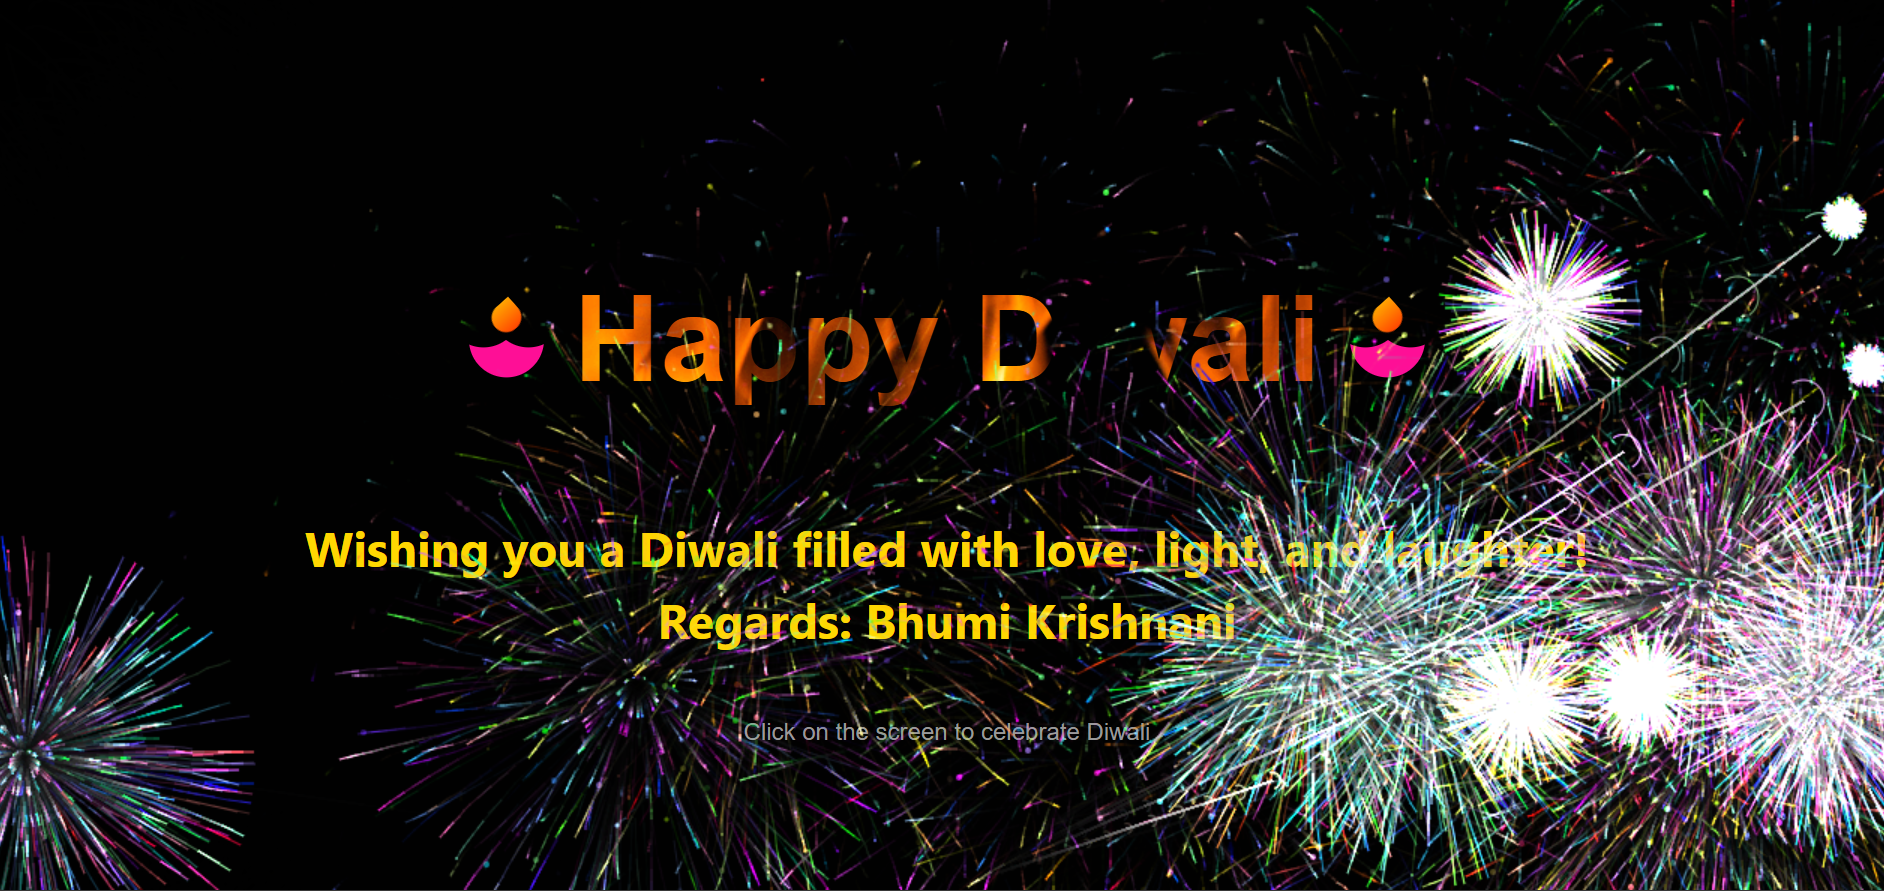 Happy Diwali
Wishing you a Diwali filled with love, light, and laughter!
Regards: Bhumi Krishnani
Click on the screen to celebrate Diwali